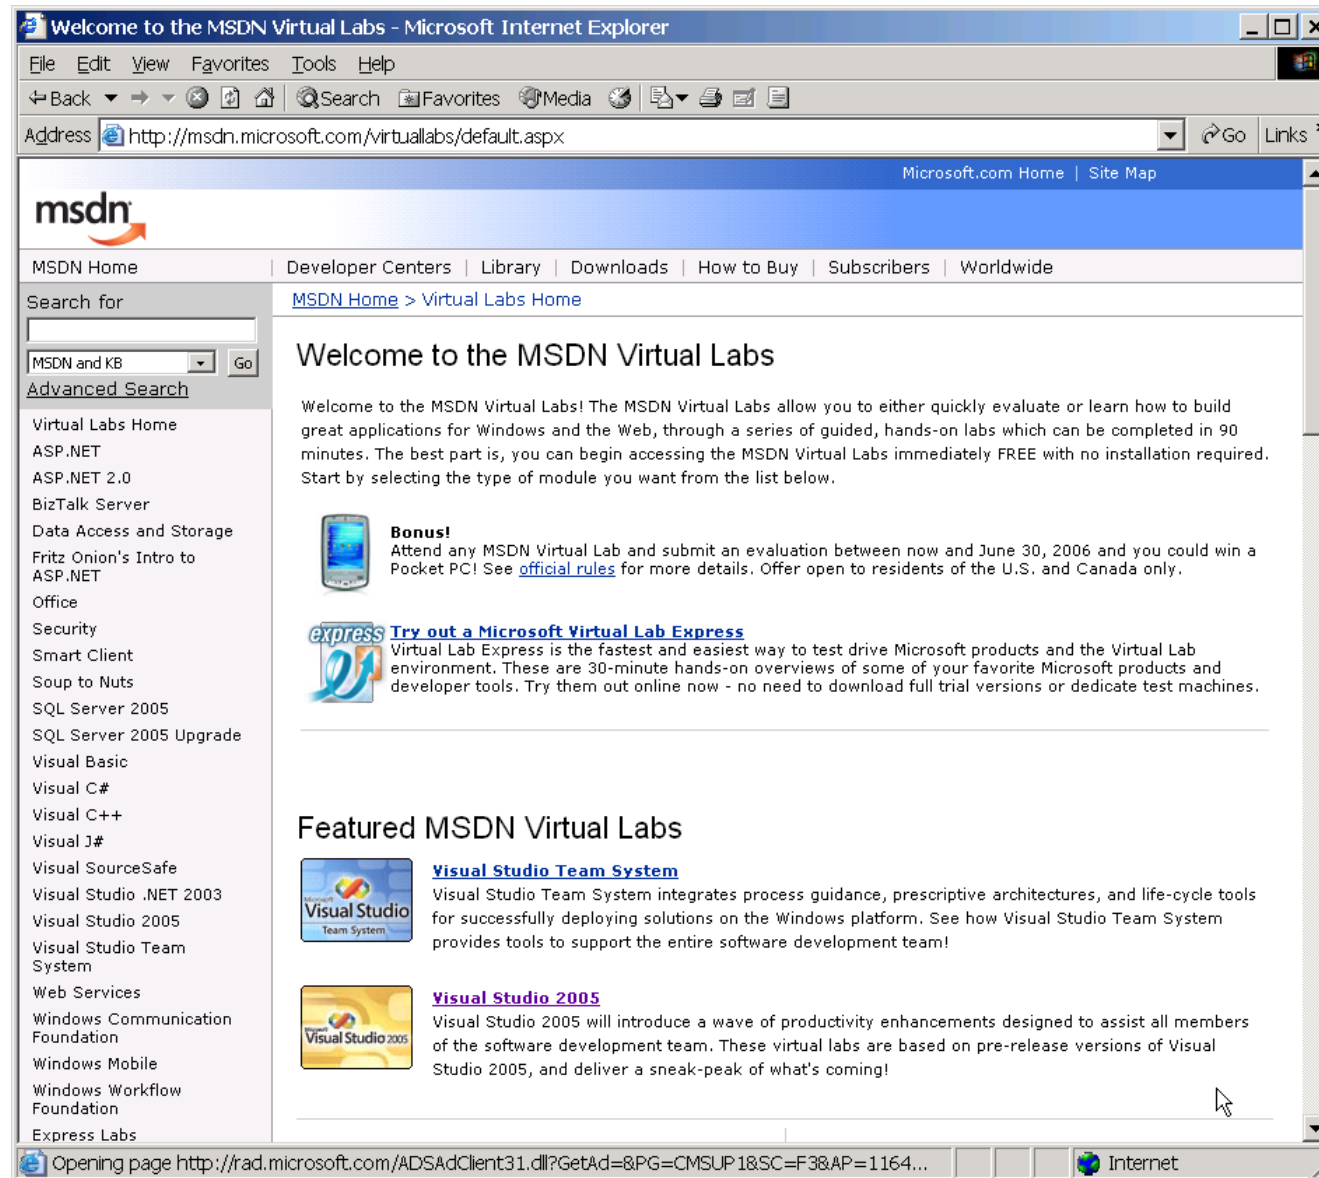 Welcome to the MSDN Virtual Labs - Microsoft Internet Explorer
File Edit View Favorites Tools Help
Back Search Favorites Media
Address http://msdn.microsoft.com/virtuallabs/default.aspx Go Links
Microsoft.com Home | Site Map
msdn
MSDN Home | Developer Centers | Library | Downloads | How to Buy | Subscribers | Worldwide
Search for
MSDN and KB Go
Advanced Search
Virtual Labs Home
ASP.NET
ASP.NET 2.0
BizTalk Server
Data Access and Storage
Fritz Onion's Intro to
ASP.NET
Office
Security
Smart Client
Soup to Nuts
SQL Server 2005
SQL Server 2005 Upgrade
Visual Basic
Visual C#
Visual C++
Visual J#
Visual SourceSafe
Visual Studio .NET 2003
Visual Studio 2005
Visual Studio Team
System
Web Services
Windows Communication
Foundation
Windows Mobile
Windows Workflow
Foundation
Express Labs
MSDN Home > Virtual Labs Home
Welcome to the MSDN Virtual Labs
Welcome to the MSDN Virtual Labs! The MSDN Virtual Labs allow you to either quickly evaluate or learn how to build
great applications for Windows and the Web, through a series of guided, hands-on labs which can be completed in 90
minutes. The best part is, you can begin accessing the MSDN Virtual Labs immediately FREE with no installation required.
Start by selecting the type of module you want from the list below.
Bonus!
Attend any MSDN Virtual Lab and submit an evaluation between now and June 30, 2006 and you could win a
Pocket PC! See official rules for more details. Offer open to residents of the U.S. and Canada only.
express
Try out a Microsoft Virtual Lab Express
Virtual Lab Express is the fastest and easiest way to test drive Microsoft products and the Virtual Lab
environment. These are 30-minute hands-on overviews of some of your favorite Microsoft products and
developer tools. Try them out online now - no need to download full trial versions or dedicate test machines.
Featured MSDN Virtual Labs
Microsoft
Visual Studio
Team System
Visual Studio Team System
Visual Studio Team System integrates process guidance, prescriptive architectures, and life-cycle tools
for successfully deploying solutions on the Windows platform. See how Visual Studio Team System
provides tools to support the entire software development team!
Microsoft
Visual Studio 2005
Visual Studio 2005
Visual Studio 2005 will introduce a wave of productivity enhancements designed to assist all members
of the software development team. These virtual labs are based on pre-release versions of Visual
Studio 2005, and deliver a sneak-peak of what's coming!
Opening page http://rad.microsoft.com/ADSAdClient31.dll?GetAd=&PG=CMSUP1&SC=F3&AP=1164... Internet